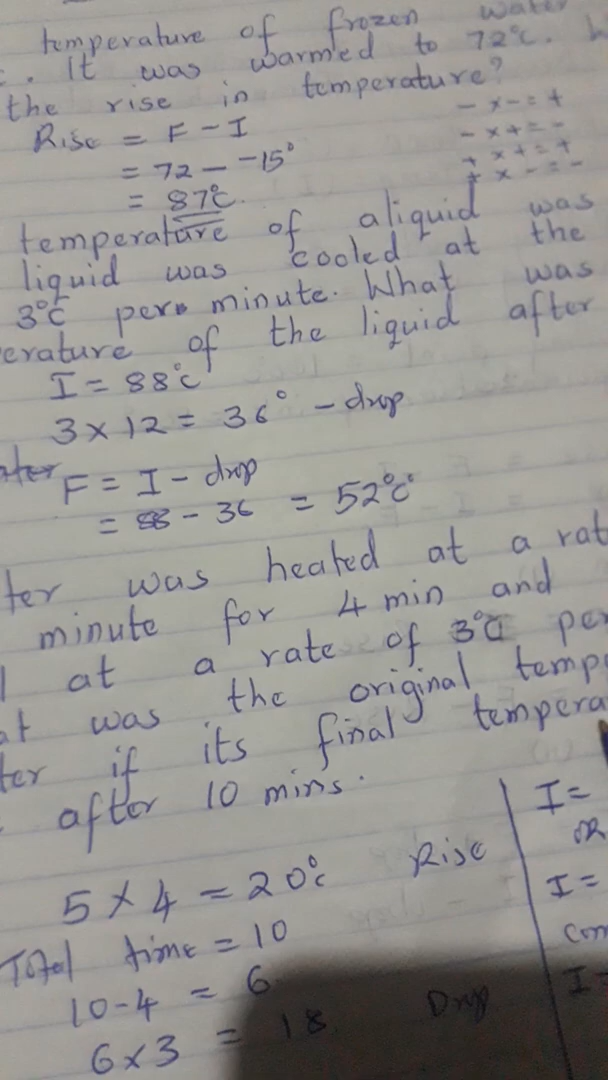 temperature of frozen water
c. It was warmed to 72°c.
the rise in temperature?
Rise = F - I
= 72 - -15°
= 87°c.
- x - = +
- x + = -
+ x + = +
+ x - = -
temperature of a liquid was
liquid was cooled at the
3°C per minute. What was
erature of the liquid after
I = 88°c
3 x 12 = 36° - drop
F = I - drop
= 88 - 36 = 52°c
ter was heated at a rat
minute for 4 min and
at a rate of 3°C per
at was the original temp
ter if its final tempera
after 10 mins.
5 x 4 = 20°c Rise
Total time = 10
10 - 4 = 6
6 x 3 = 18 Drop
I =
OR
I =
com
I =